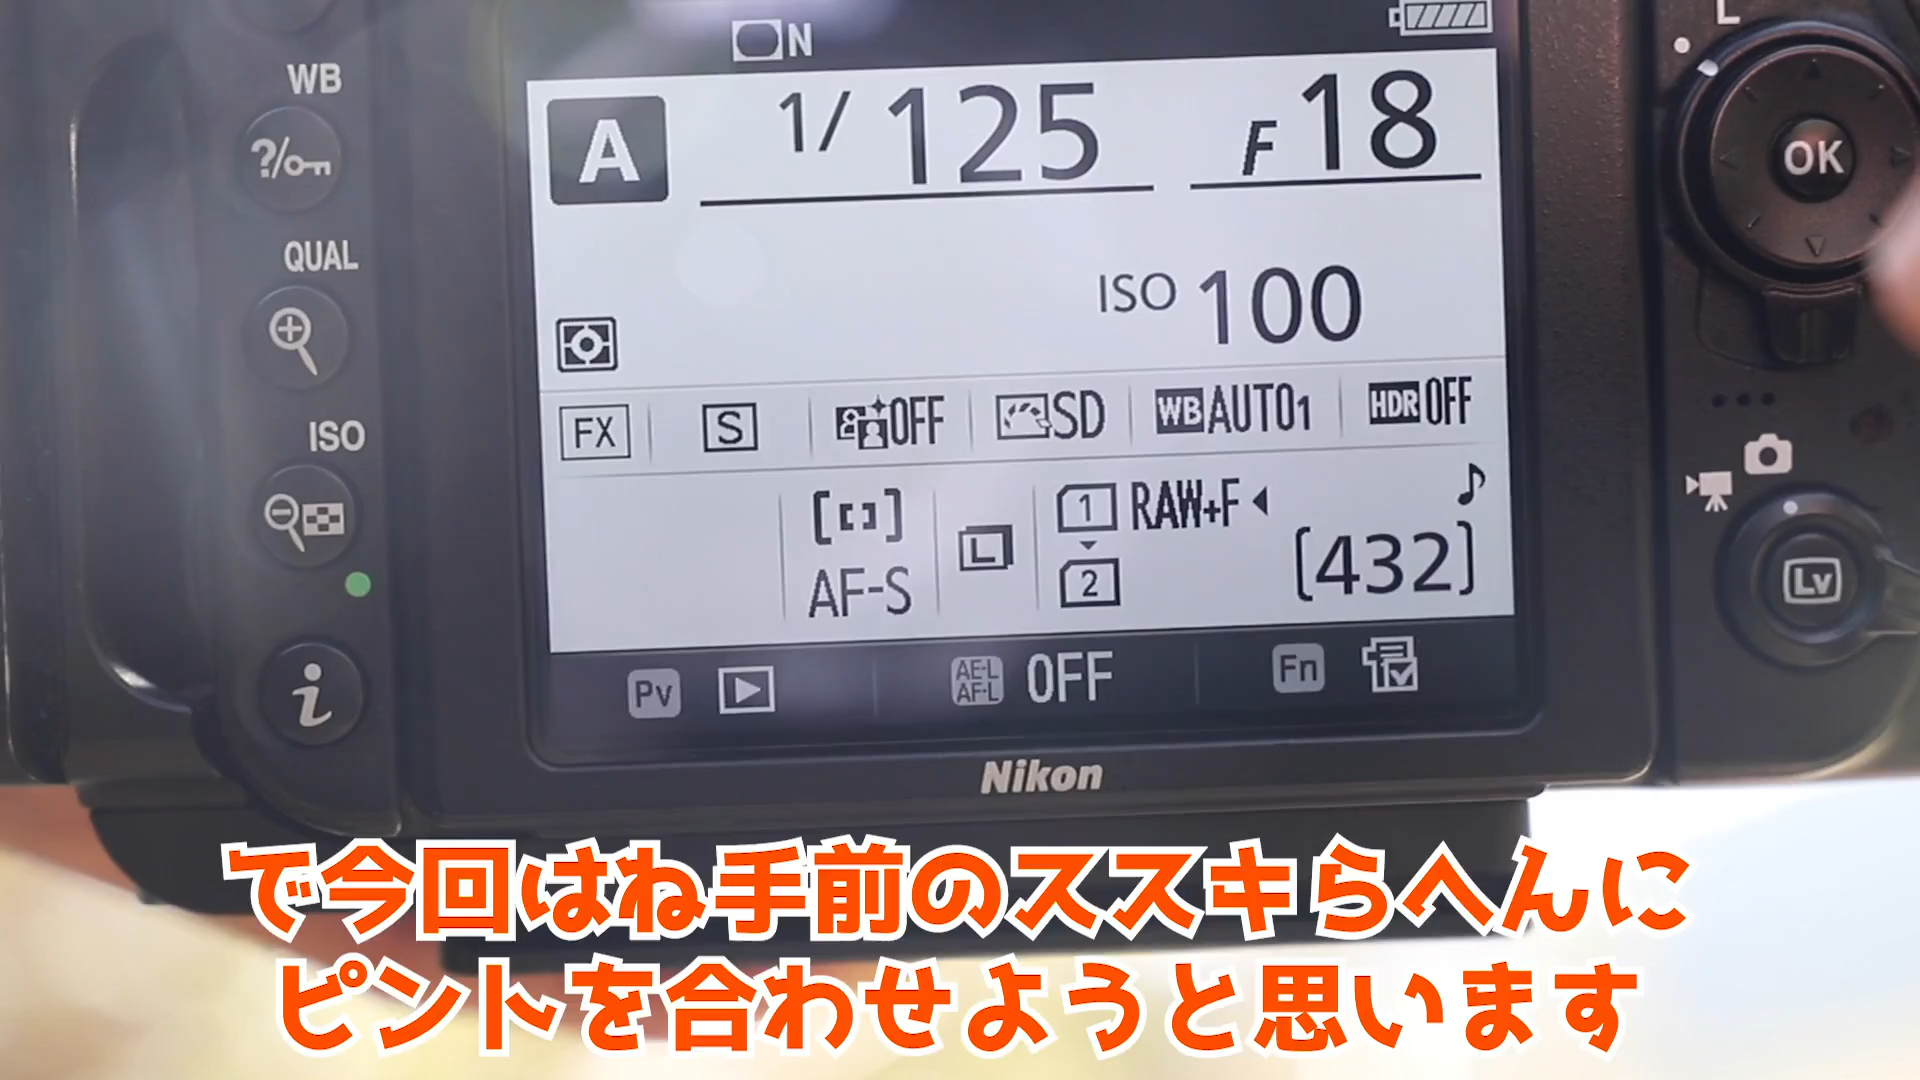 N
L
WB
A 1/125 F18
?/
OK
QUAL
ISO 100
ISO
FX S OFF SD WB AUTO1 HDR OFF
1 RAW+F
AF-S L 2 [432]
Lv
i
Pv AE-L AF-L OFF Fn
Nikon
で今回はね手前のススキらへんに
ピントを合わせようと思います